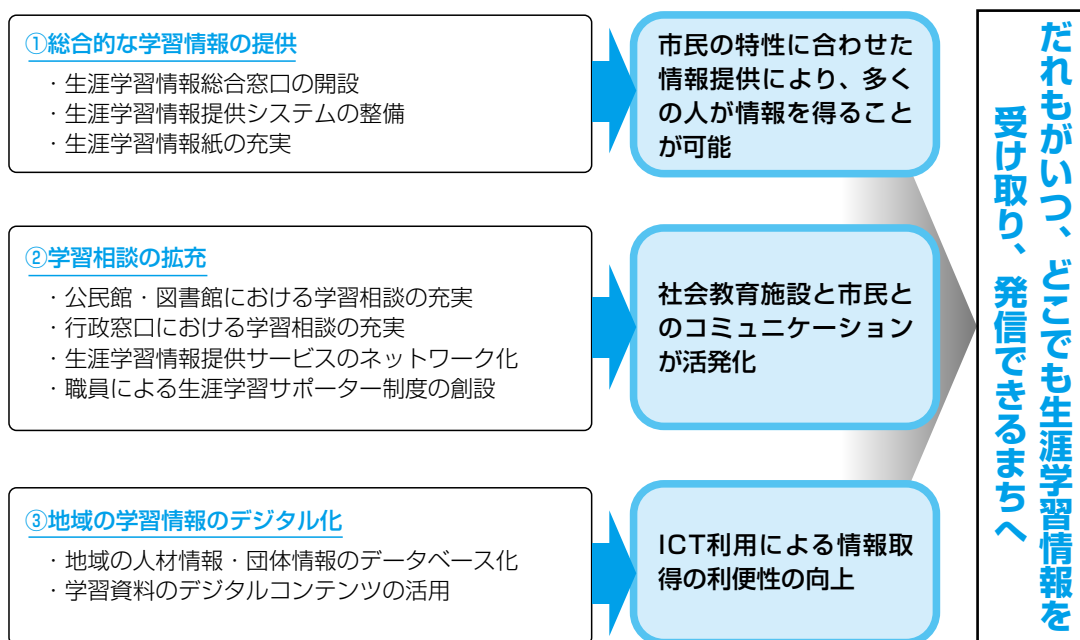 ①総合的な学習情報の提供
・生涯学習情報総合窓口の開設
・生涯学習情報提供システムの整備
・生涯学習情報紙の充実
市民の特性に合わせた
情報提供により、多く
の人が情報を得ること
が可能
②学習相談の拡充
・公民館・図書館における学習相談の充実
・行政窓口における学習相談の充実
・生涯学習情報提供サービスのネットワーク化
・職員による生涯学習サポーター制度の創設
社会教育施設と市民と
のコミュニケーション
が活発化
③地域の学習情報のデジタル化
・地域の人材情報・団体情報のデータベース化
・学習資料のデジタルコンテンツの活用
ICT利用による情報取
得の利便性の向上
だれもがいつ、どこでも生涯学習情報を
受け取り、発信できるまちへ